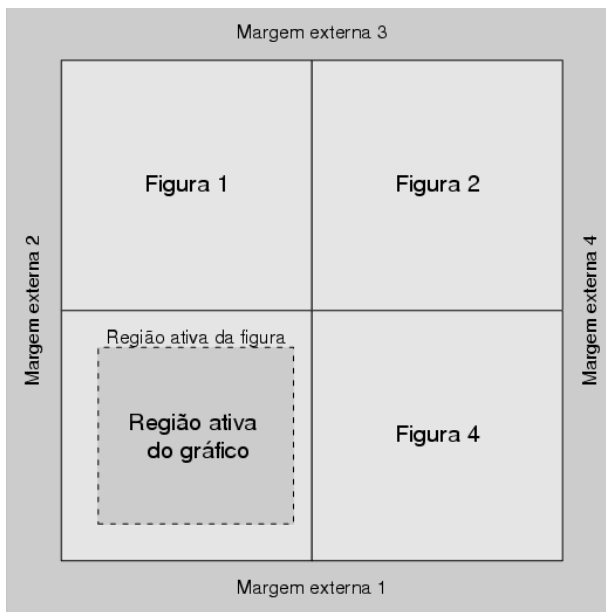 Margem externa 3
Figura 1
Figura 2
Margem externa 2
Margem externa 4
Região ativa da figura
Região ativa
do gráfico
Figura 4
Margem externa 1